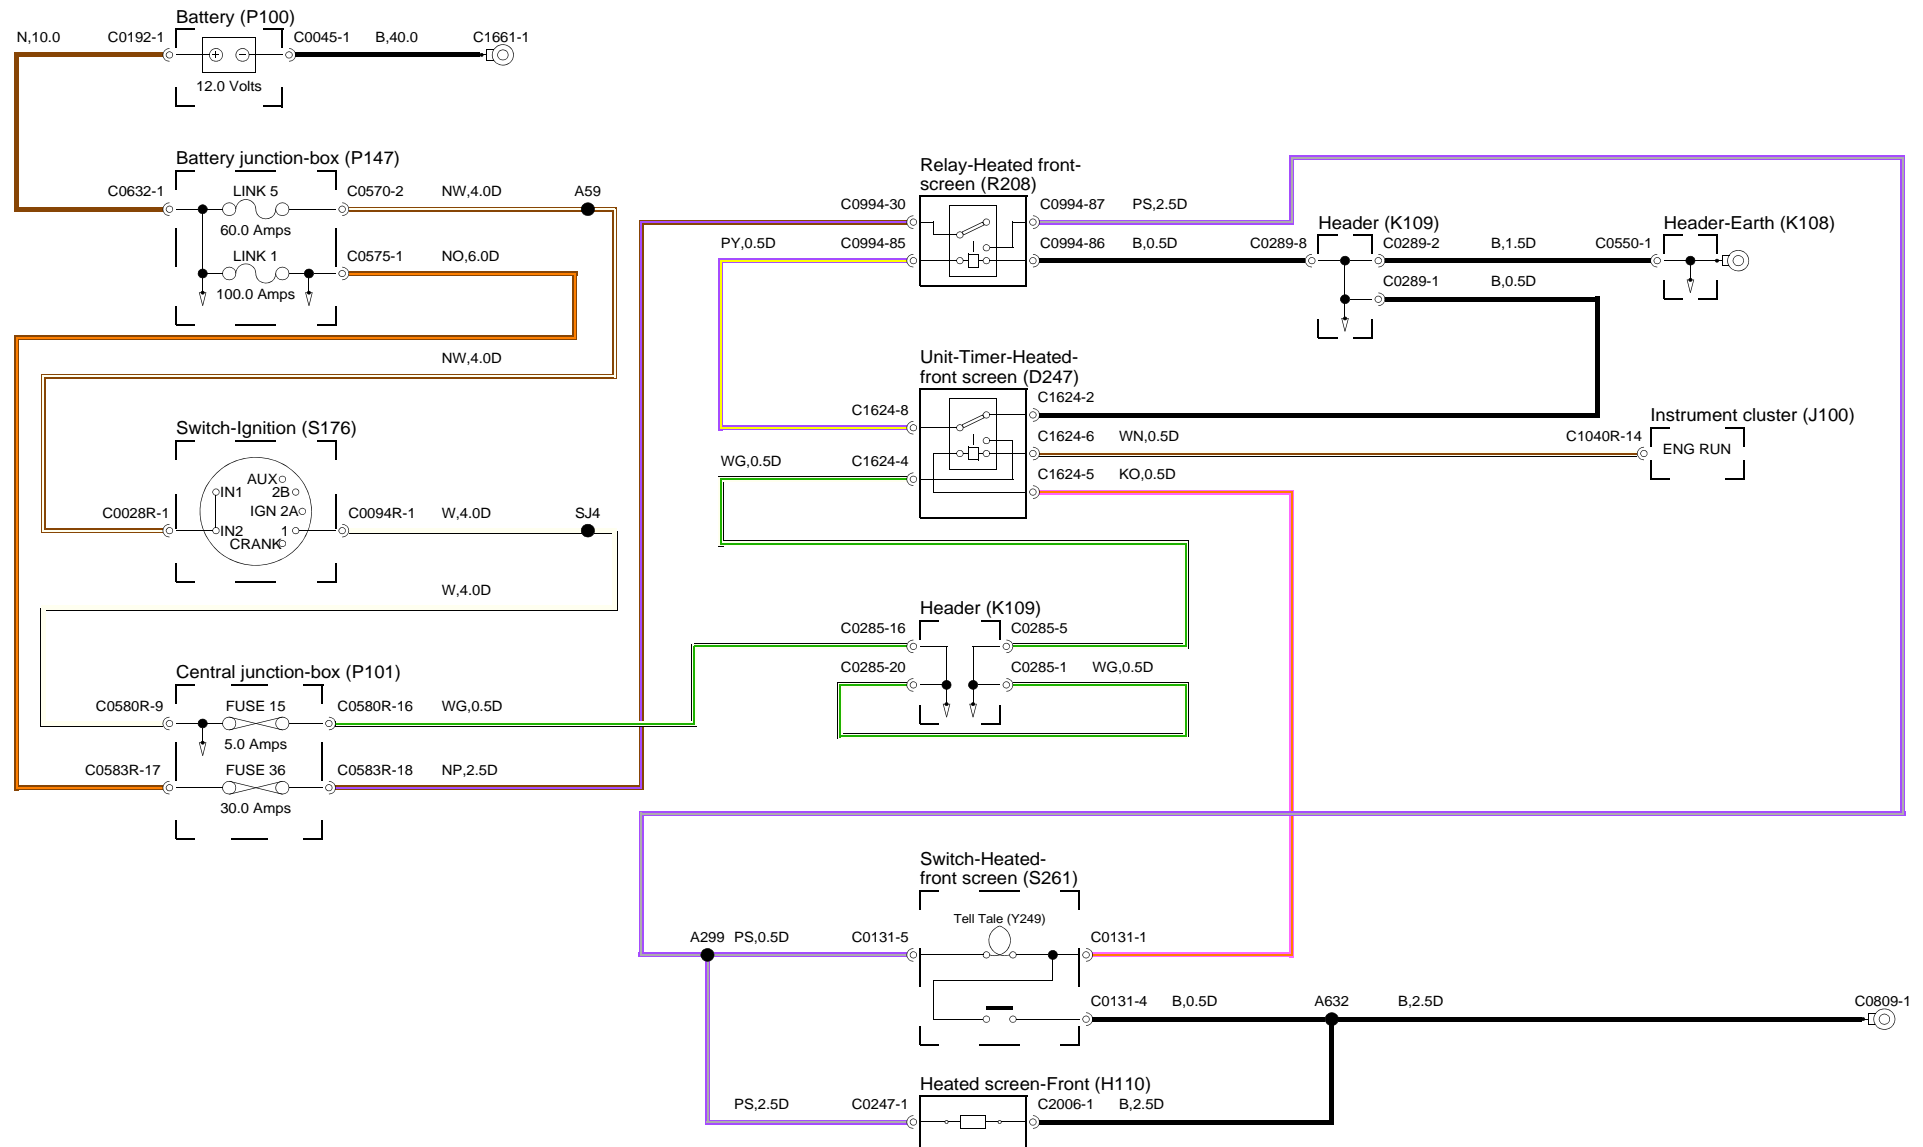 Battery (P100)
N,10.0
C0192-1
C0045-1
B,40.0
C1661-1
12.0 Volts
Battery junction-box (P147)
C0632-1
LINK 5
C0570-2
NW,4.0D
A59
60.0 Amps
LINK 1
C0575-1
NO,6.0D
100.0 Amps
NW,4.0D
Switch-Ignition (S176)
AUX
IN1
2B
IGN 2A
C0028R-1
IN2
1
CRANK
C0094R-1
W,4.0D
SJ4
W,4.0D
Central junction-box (P101)
C0580R-9
FUSE 15
C0580R-16
WG,0.5D
5.0 Amps
C0583R-17
FUSE 36
C0583R-18
NP,2.5D
30.0 Amps
Relay-Heated front-
screen (R208)
C0994-30
C0994-87
PS,2.5D
PY,0.5D
C0994-85
C0994-86
B,0.5D
C0289-8
Header (K109)
C0289-2
B,1.5D
C0550-1
Header-Earth (K108)
C0289-1
B,0.5D
Unit-Timer-Heated-
front screen (D247)
C1624-8
C1624-2
C1624-6
WN,0.5D
C1040R-14
Instrument cluster (J100)
ENG RUN
WG,0.5D
C1624-4
C1624-5
KO,0.5D
Header (K109)
C0285-16
C0285-5
C0285-20
C0285-1
WG,0.5D
Switch-Heated-
front screen (S261)
Tell Tale (Y249)
A299
PS,0.5D
C0131-5
C0131-1
C0131-4
B,0.5D
A632
B,2.5D
C0809-1
Heated screen-Front (H110)
PS,2.5D
C0247-1
C2006-1
B,2.5D